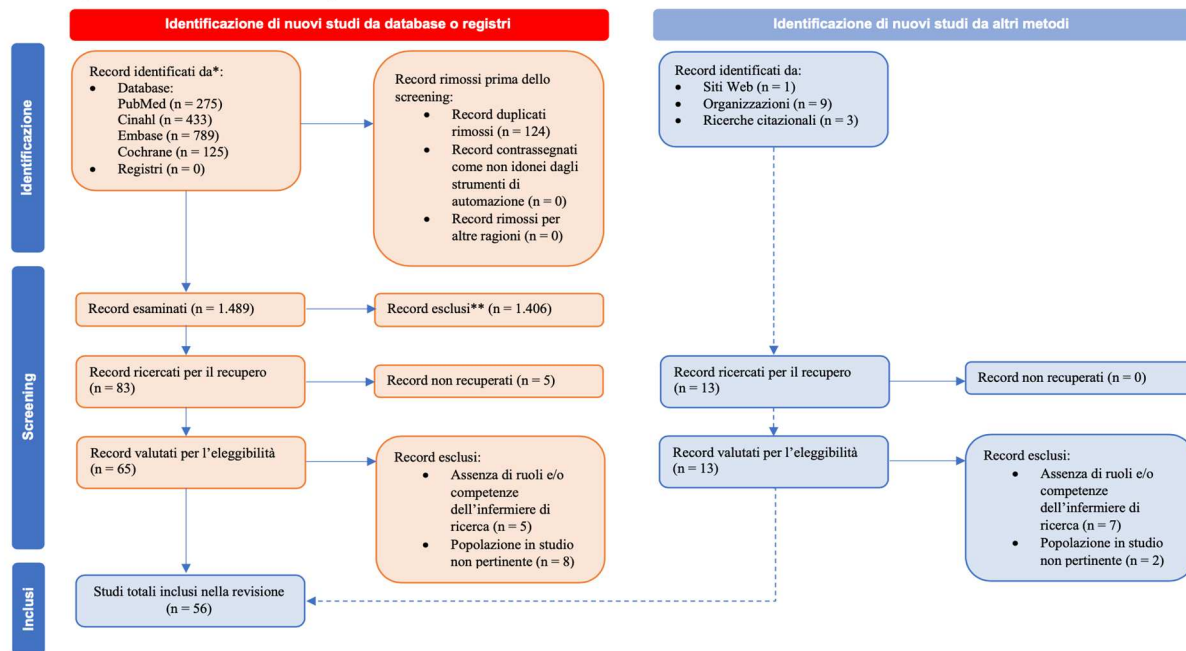 Identificazione di nuovi studi da database o registri
Identificazione di nuovi studi da altri metodi
Identificazione
Record identificati da*:
• Database:
PubMed (n = 275)
Cinahl (n = 433)
Embase (n = 789)
Cochrane (n = 125)
• Registri (n = 0)
Record rimossi prima dello
screening:
• Record duplicati
rimossi (n = 124)
• Record contrassegnati
come non idonei dagli
strumenti di
automazione (n = 0)
• Record rimossi per
altre ragioni (n = 0)
Record identificati da:
• Siti Web (n = 1)
• Organizzazioni (n = 9)
• Ricerche citazionali (n = 3)
Screening
Record esaminati (n = 1.489)
Record esclusi** (n = 1.406)
Record ricercati per il recupero
(n = 83)
Record non recuperati (n = 5)
Record ricercati per il recupero
(n = 13)
Record non recuperati (n = 0)
Record valutati per l'eleggibilità
(n = 65)
Record esclusi:
• Assenza di ruoli e/o
competenze
dell'infermiere di
ricerca (n = 5)
• Popolazione in studio
non pertinente (n = 8)
Record valutati per l'eleggibilità
(n = 13)
Record esclusi:
• Assenza di ruoli e/o
competenze
dell'infermiere di
ricerca (n = 7)
• Popolazione in studio
non pertinente (n = 2)
Inclusi
Studi totali inclusi nella revisione
(n = 56)